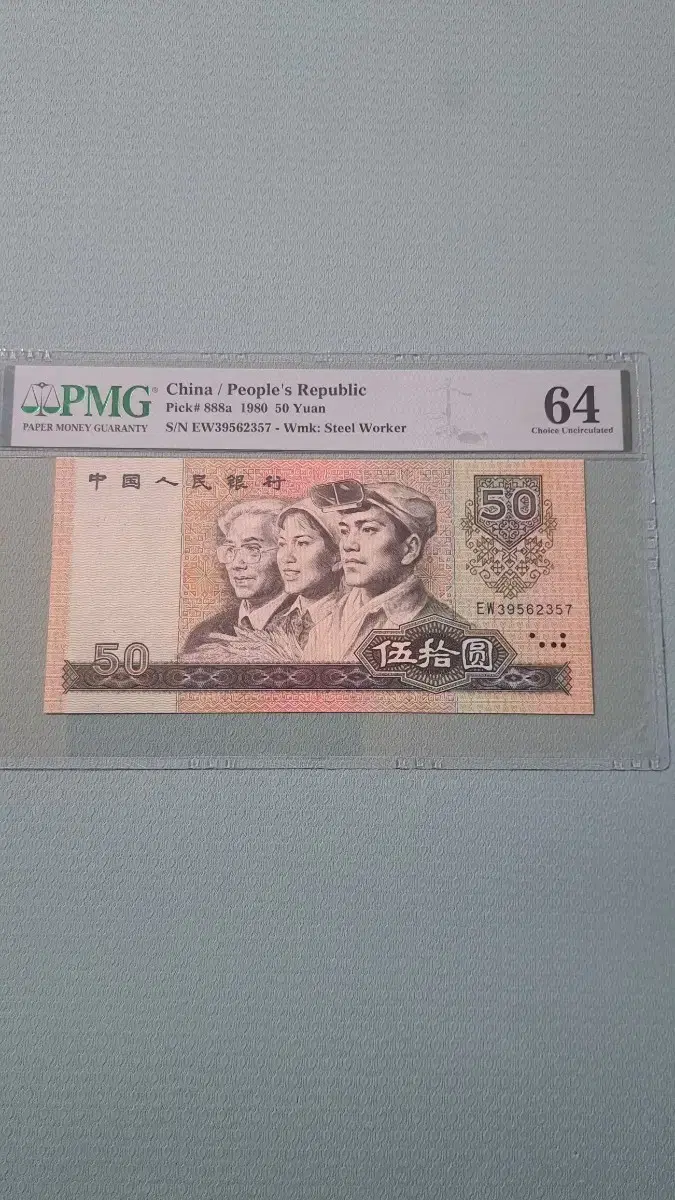 PMG®
PAPER MONEY GUARANTY
China / People's Republic
Pick# 888a 1980 50 Yuan
S/N EW39562357 - Wmk: Steel Worker
64
Choice Uncirculated
中国人民银行
50
EW39562357
50
伍拾圆